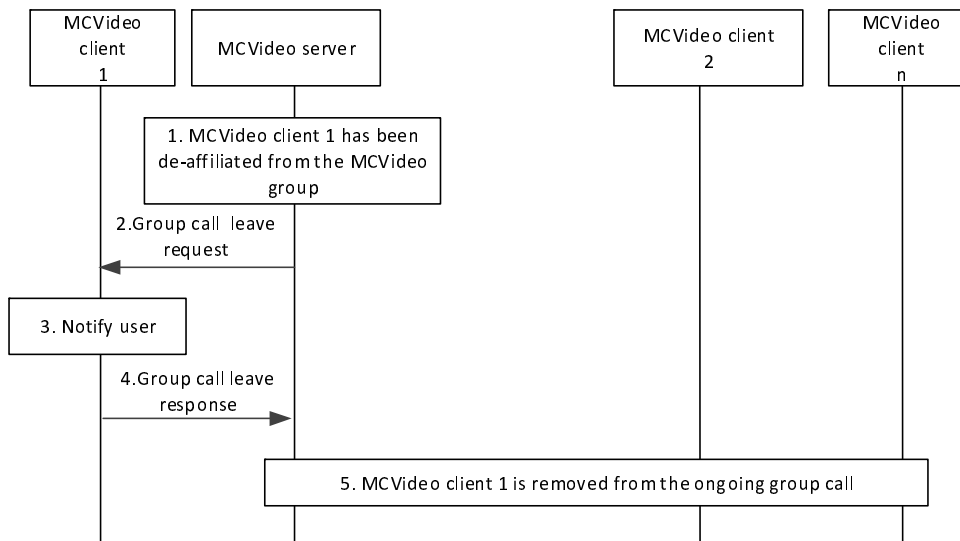 MCVideo
client
1
MCVideo server
MCVideo client
2
MCVideo
client
n
1. MCVideo client 1 has been
de-affiliated from the MCVideo
group
2.Group call leave
request
3. Notify user
4.Group call leave
response
5. MCVideo client 1 is removed from the ongoing group call